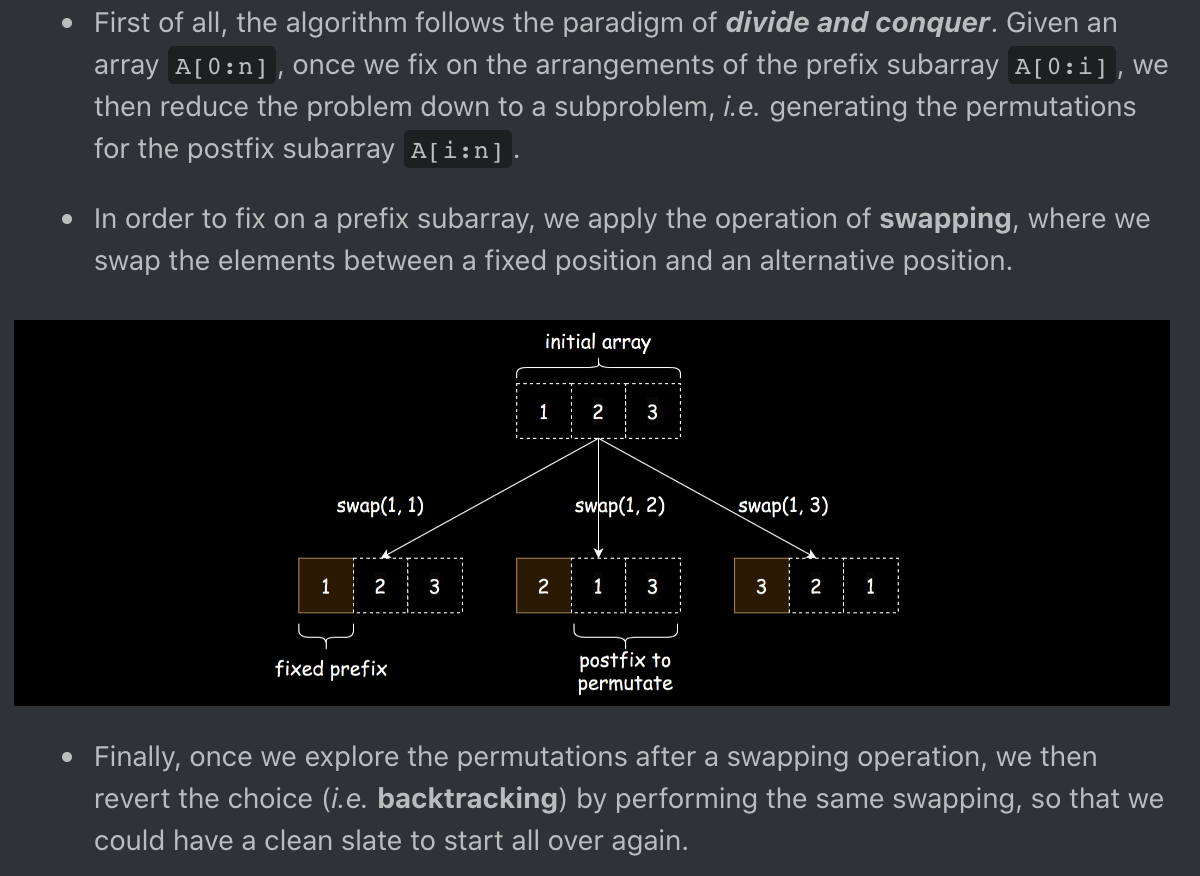 First of all, the algorithm follows the paradigm of divide and conquer. Given an
array A[0:n], once we fix on the arrangements of the prefix subarray A[0:i], we
then reduce the problem down to a subproblem, i.e. generating the permutations
for the postfix subarray A[i:n].
In order to fix on a prefix subarray, we apply the operation of swapping, where we
swap the elements between a fixed position and an alternative position.
initial array
1 2 3
swap(1, 1) swap(1, 2) swap(1, 3)
1 2 3 2 1 3 3 2 1
fixed prefix
postfix to
permutate
Finally, once we explore the permutations after a swapping operation, we then
revert the choice (i.e. backtracking) by performing the same swapping, so that we
could have a clean slate to start all over again.